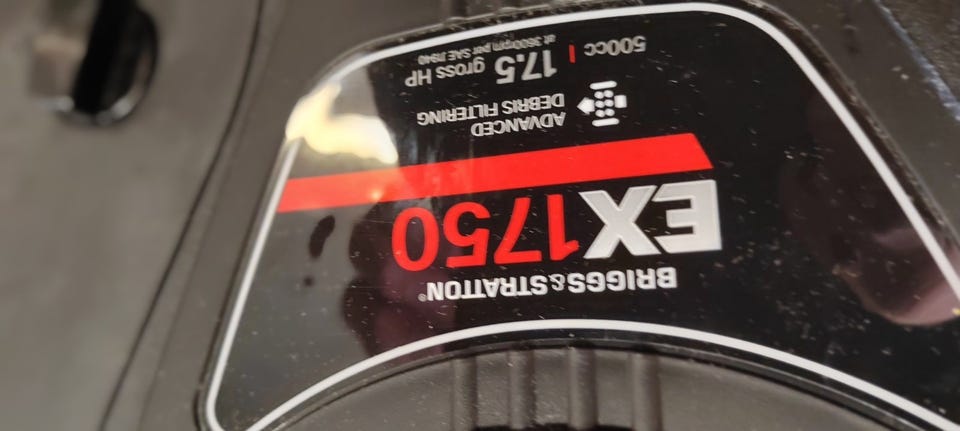 BRIGGS&STRATTON®
EX1750
ADVANCED
DEBRIS FILTERING
500cc | 17.5 gross HP
at 3600rpm per SAE J1940